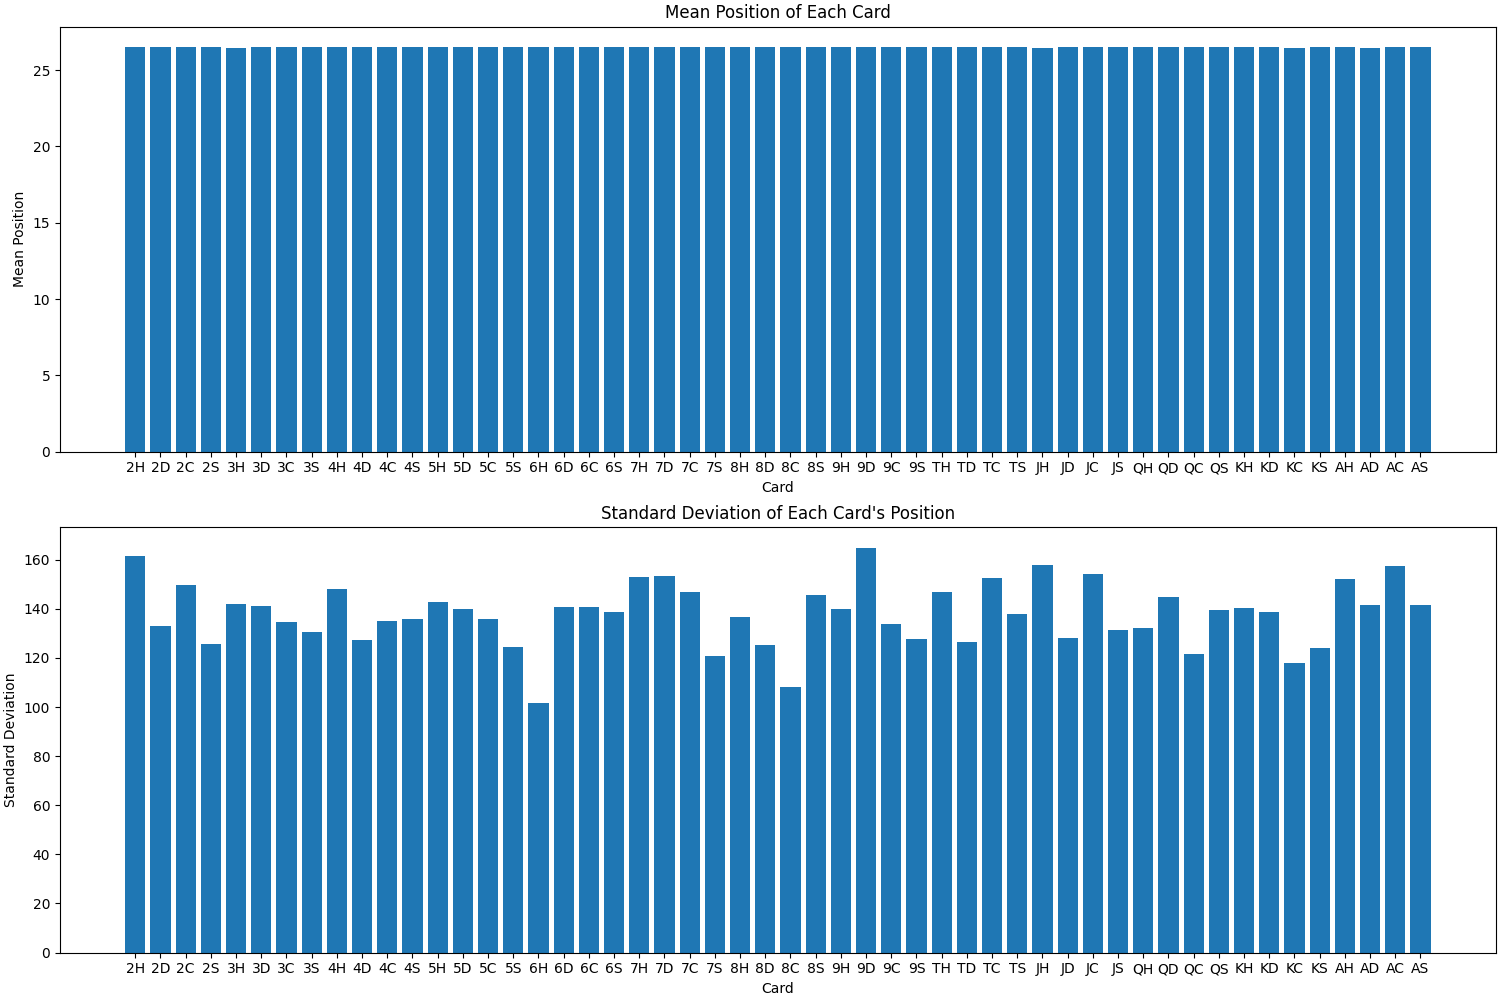 Mean Position of Each Card
Mean Position
25
20
15
10
5
0
2H 2D 2C 2S 3H 3D 3C 3S 4H 4D 4C 4S 5H 5D 5C 5S 6H 6D 6C 6S 7H 7D 7C 7S 8H 8D 8C 8S 9H 9D 9C 9S TH TD TC TS JH JD JC JS QH QD QC QS KH KD KC KS AH AD AC AS
Card
Standard Deviation of Each Card's Position
Standard Deviation
160
140
120
100
80
60
40
20
0
2H 2D 2C 2S 3H 3D 3C 3S 4H 4D 4C 4S 5H 5D 5C 5S 6H 6D 6C 6S 7H 7D 7C 7S 8H 8D 8C 8S 9H 9D 9C 9S TH TD TC TS JH JD JC JS QH QD QC QS KH KD KC KS AH AD AC AS
Card